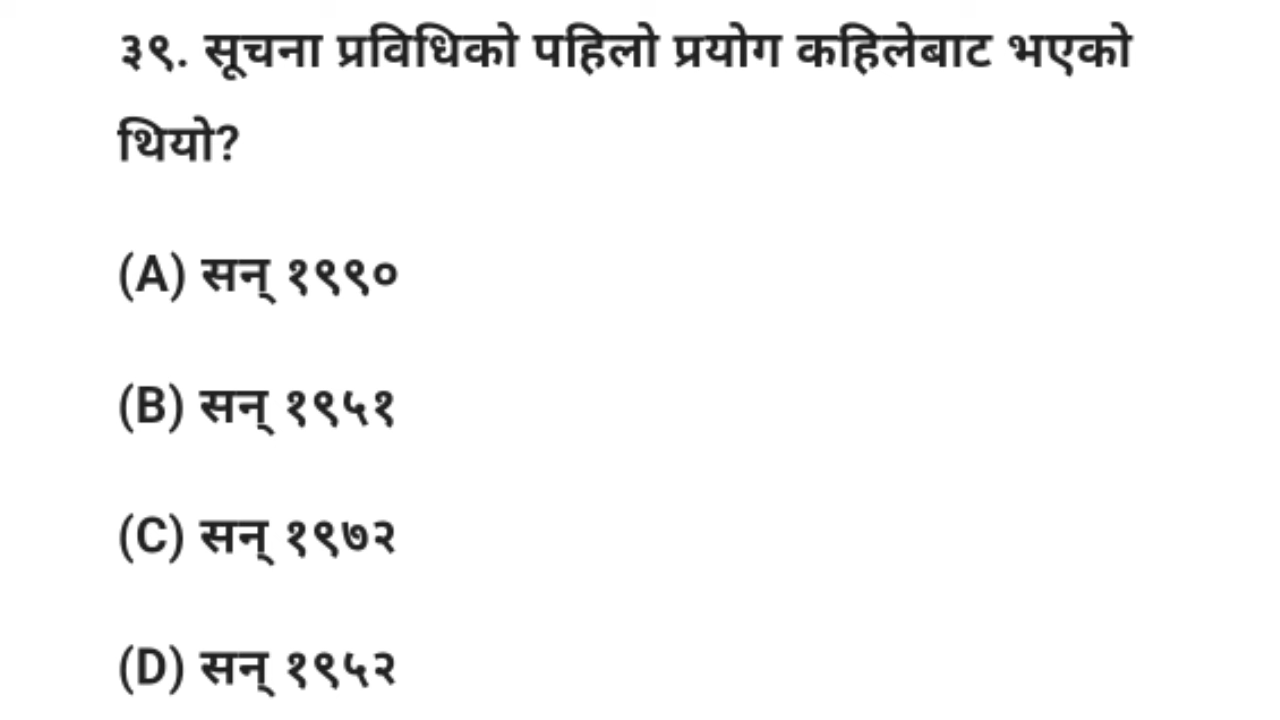 ३९. सूचना प्रविधिको पहिलो प्रयोग कहिलेबाट भएको
थियो?
(A) सन् १९९०
(B) सन् १९५१
(C) सन् १९७२
(D) सन् १९५२